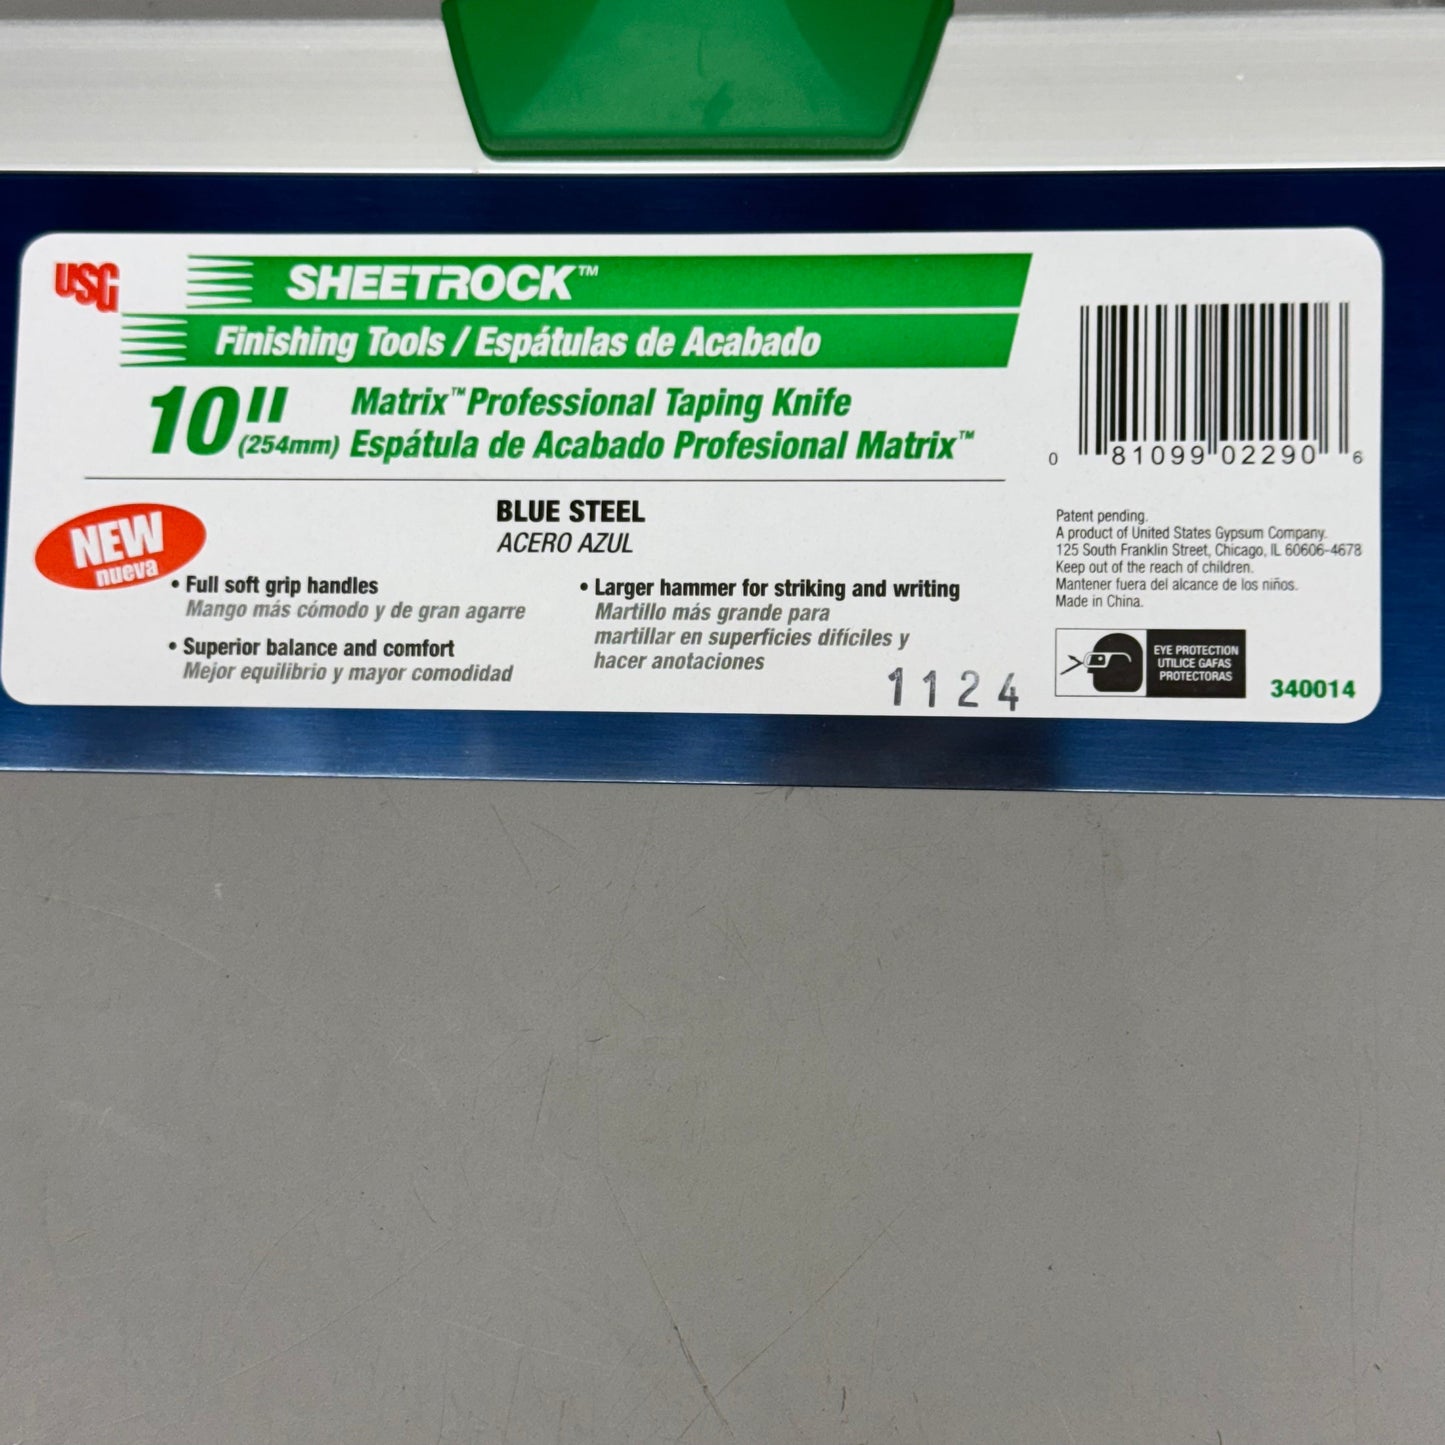 USG
SHEETROCK™
Finishing Tools / Espátulas de Acabado
10" (254mm)
Matrix™ Professional Taping Knife
Espátula de Acabado Profesional Matrix™
NEW
nueva
BLUE STEEL
ACERO AZUL
• Full soft grip handles
Mango más cómodo y de gran agarre
• Superior balance and comfort
Mejor equilibrio y mayor comodidad
• Larger hammer for striking and writing
Martillo más grande para
martillar en superficies difíciles y
hacer anotaciones
1124
0 81099 02290 6
Patent pending.
A product of United States Gypsum Company.
125 South Franklin Street, Chicago, IL 60606-4678
Keep out of the reach of children.
Mantener fuera del alcance de los niños.
Made in China.
EYE PROTECTION
UTILICE GAFAS
PROTECTORAS
340014